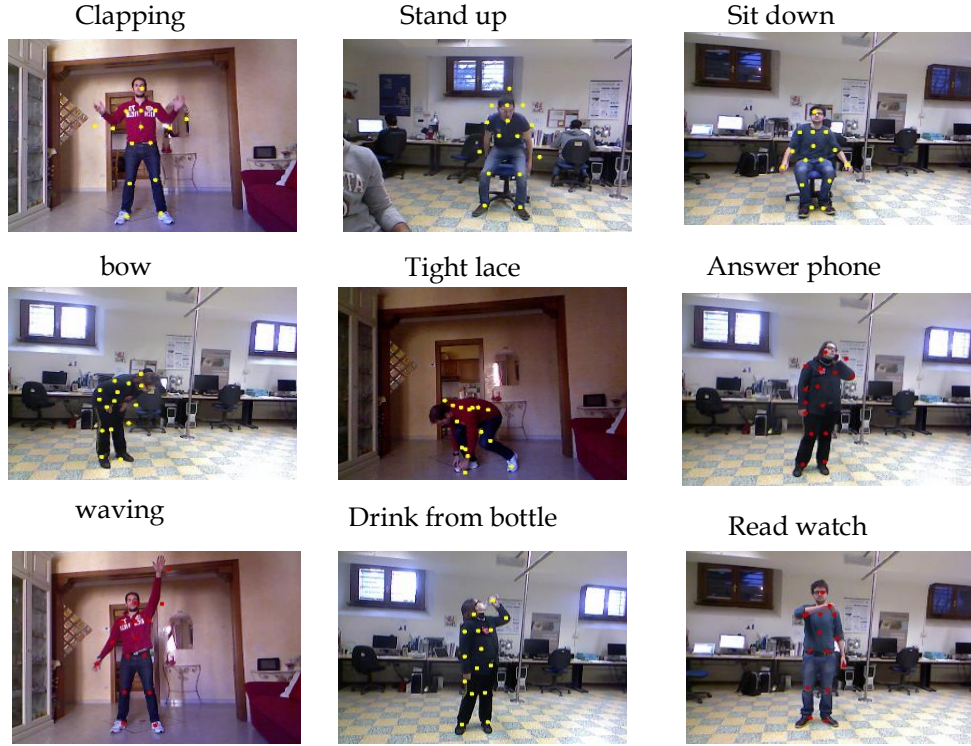 Clapping
Stand up
Sit down
bow
Tight lace
Answer phone
waving
Drink from bottle
Read watch